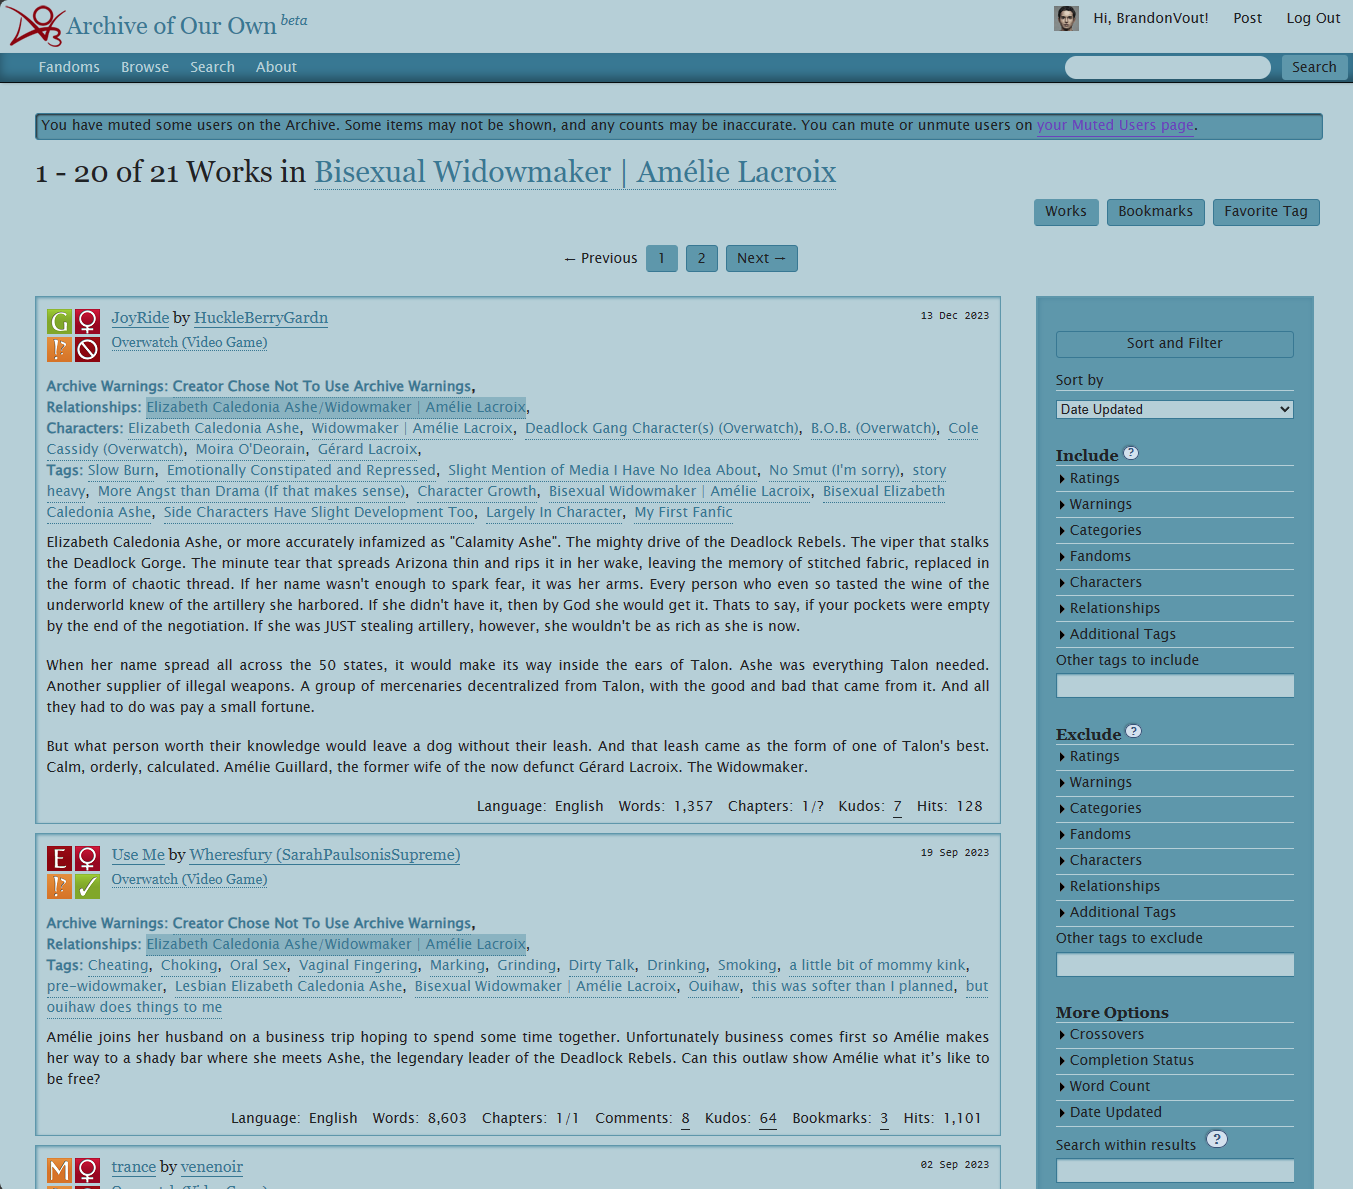 Archive of Our Own beta
Hi, BrandonVout! Post Log Out
Fandoms Browse Search About Search
You have muted some users on the Archive. Some items may not be shown, and any counts may be inaccurate. You can mute or unmute users on your Muted Users page.
1 - 20 of 21 Works in Bisexual Widowmaker | Amélie Lacroix
Works Bookmarks Favorite Tag
← Previous 1 2 Next →
G
!?
JoyRide by HuckleBerryGardn
13 Dec 2023
Overwatch (Video Game)
Archive Warnings: Creator Chose Not To Use Archive Warnings,
Relationships: Elizabeth Caledonia Ashe/Widowmaker | Amélie Lacroix,
Characters: Elizabeth Caledonia Ashe, Widowmaker | Amélie Lacroix, Deadlock Gang Character(s) (Overwatch), B.O.B. (Overwatch), Cole
Cassidy (Overwatch), Moira O'Deorain, Gérard Lacroix,
Tags: Slow Burn, Emotionally Constipated and Repressed, Slight Mention of Media I Have No Idea About, No Smut (I'm sorry), story
heavy, More Angst than Drama (If that makes sense), Character Growth, Bisexual Widowmaker | Amélie Lacroix, Bisexual Elizabeth
Caledonia Ashe, Side Characters Have Slight Development Too, Largely In Character, My First Fanfic
Elizabeth Caledonia Ashe, or more accurately infamized as "Calamity Ashe". The mighty drive of the Deadlock Rebels. The viper that stalks
the Deadlock Gorge. The minute tear that spreads Arizona thin and rips it in her wake, leaving the memory of stitched fabric, replaced in
the form of chaotic thread. If her name wasn't enough to spark fear, it was her arms. Every person who even so tasted the wine of the
underworld knew of the artillery she harbored. If she didn't have it, then by God she would get it. Thats to say, if your pockets were empty
by the end of the negotiation. If she was JUST stealing artillery, however, she wouldn't be as rich as she is now.
When her name spread all across the 50 states, it would make its way inside the ears of Talon. Ashe was everything Talon needed.
Another supplier of illegal weapons. A group of mercenaries decentralized from Talon, with the good and bad that came from it. And all
they had to do was pay a small fortune.
But what person worth their knowledge would leave a dog without their leash. And that leash came as the form of one of Talon's best.
Calm, orderly, calculated. Amélie Guillard, the former wife of the now defunct Gérard Lacroix. The Widowmaker.
Language: English Words: 1,357 Chapters: 1/? Kudos: 7 Hits: 128
E
!?
Use Me by Wheresfury (SarahPaulsonisSupreme)
19 Sep 2023
Overwatch (Video Game)
Archive Warnings: Creator Chose Not To Use Archive Warnings,
Relationships: Elizabeth Caledonia Ashe/Widowmaker | Amélie Lacroix,
Tags: Cheating, Choking, Oral Sex, Vaginal Fingering, Marking, Grinding, Dirty Talk, Drinking, Smoking, a little bit of mommy kink,
pre-widowmaker, Lesbian Elizabeth Caledonia Ashe, Bisexual Widowmaker | Amélie Lacroix, Ouihaw, this was softer than I planned, but
ouihaw does things to me
Amélie joins her husband on a business trip hoping to spend some time together. Unfortunately business comes first so Amélie makes
her way to a shady bar where she meets Ashe, the legendary leader of the Deadlock Rebels. Can this outlaw show Amélie what it's like to
be free?
Language: English Words: 8,603 Chapters: 1/1 Comments: 8 Kudos: 64 Bookmarks: 3 Hits: 1,101
M
trance by venenoir
02 Sep 2023
Overwatch (Video Game)
Sort and Filter
Sort by
Date Updated
Include ?
Ratings
Warnings
Categories
Fandoms
Characters
Relationships
Additional Tags
Other tags to include
Exclude ?
Ratings
Warnings
Categories
Fandoms
Characters
Relationships
Additional Tags
Other tags to exclude
More Options
Crossovers
Completion Status
Word Count
Date Updated
Search within results ?